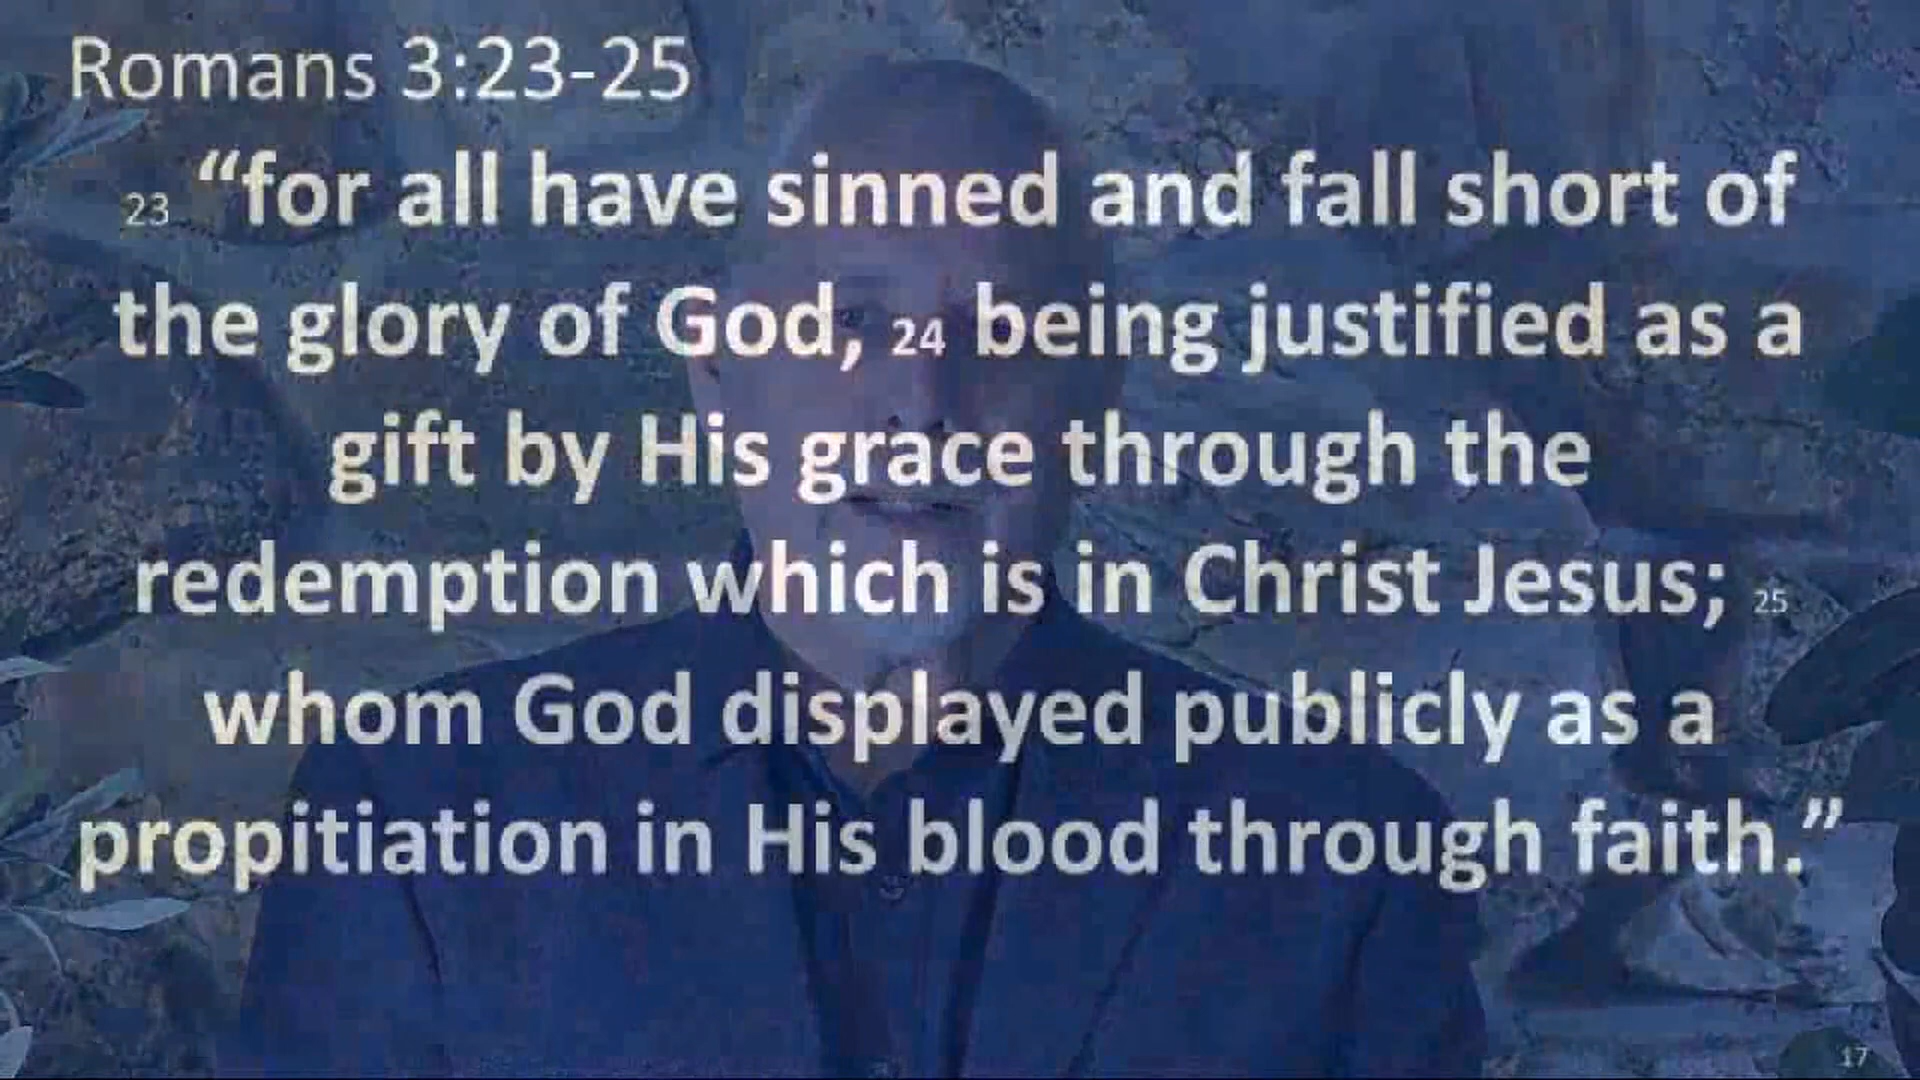 Romans 3:23-25
23 “for all have sinned and fall short of
the glory of God, 24 being justified as a
gift by His grace through the
redemption which is in Christ Jesus; 25
whom God displayed publicly as a
propitiation in His blood through faith.”
17